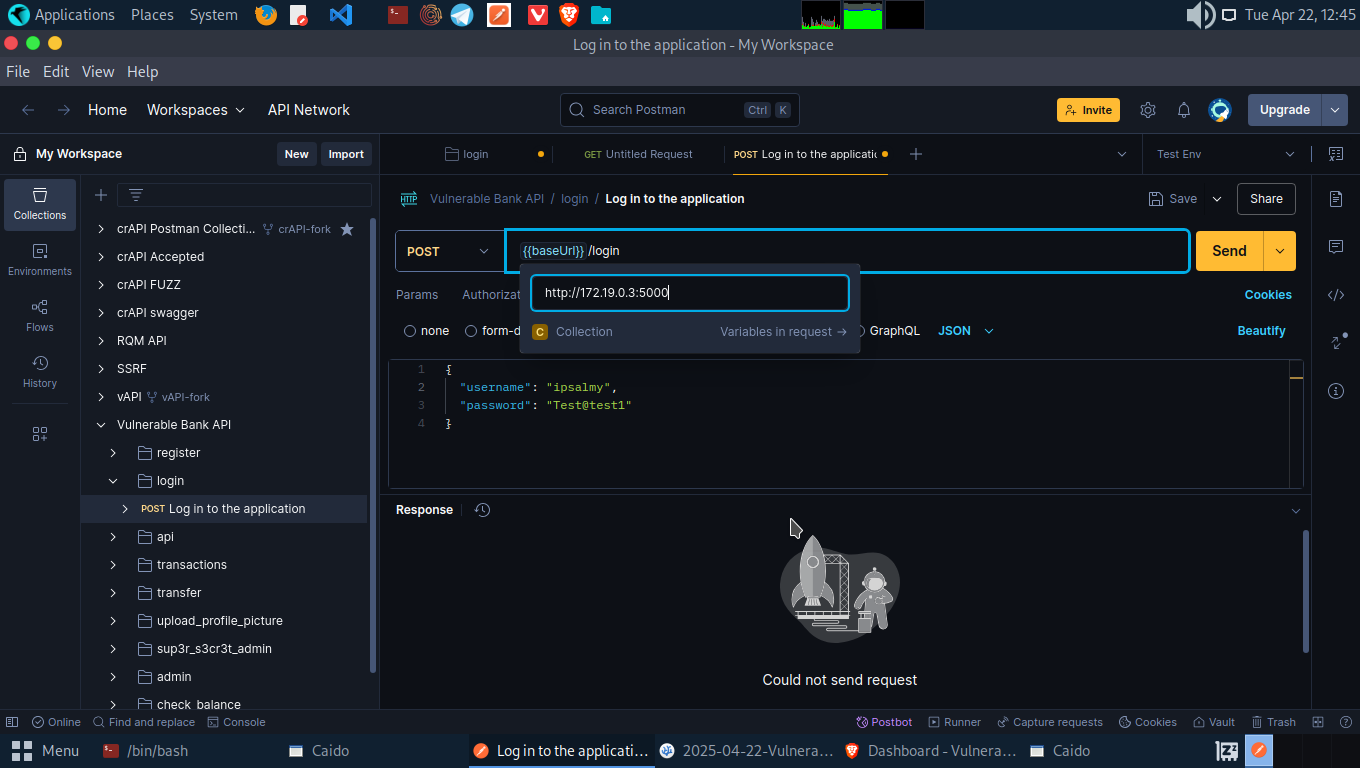 Applications Places System Tue Apr 22, 12:45
Log in to the application - My Workspace
File Edit View Help
Home Workspaces API Network Search Postman Ctrl K Invite Upgrade
My Workspace New Import login GET Untitled Request POST Log in to the applicatic Test Env
Collections
Environments
Flows
History
crAPI Postman Collecti... crAPI-fork
crAPI Accepted
crAPI FUZZ
crAPI swagger
RQM API
SSRF
vAPI vAPI-fork
Vulnerable Bank API
register
login
POST Log in to the application
api
transactions
transfer
upload_profile_picture
sup3r_s3cr3t_admin
admin
check_balance
HTTP Vulnerable Bank API / login / Log in to the application Save Share
POST {{baseUrl}} /login Send
Params Authorizat Cookies
http://172.19.0.3:5000
C Collection Variables in request →
none form-d GraphQL JSON Beautify
1 {
2 "username": "ipsalmy",
3 "password": "Test@test1"
4 }
Response
Could not send request
Online Find and replace Console Postbot Runner Capture requests Cookies Vault Trash
Menu /bin/bash Caido Log in to the applicati... 2025-04-22-Vulnera... Dashboard - Vulnera... Caido